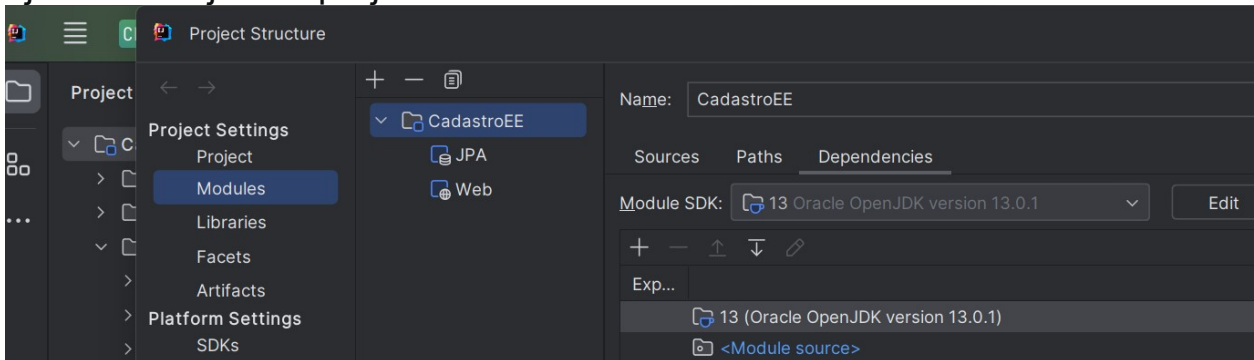 C
Project Structure
Project
Project Settings
Project
Modules
Libraries
Facets
Artifacts
Platform Settings
SDKs
C
CadastroEE
JPA
Web
Name: CadastroEE
Sources Paths Dependencies
Module SDK: 13 Oracle OpenJDK version 13.0.1 Edit
Exp...
13 (Oracle OpenJDK version 13.0.1)
<Module source>